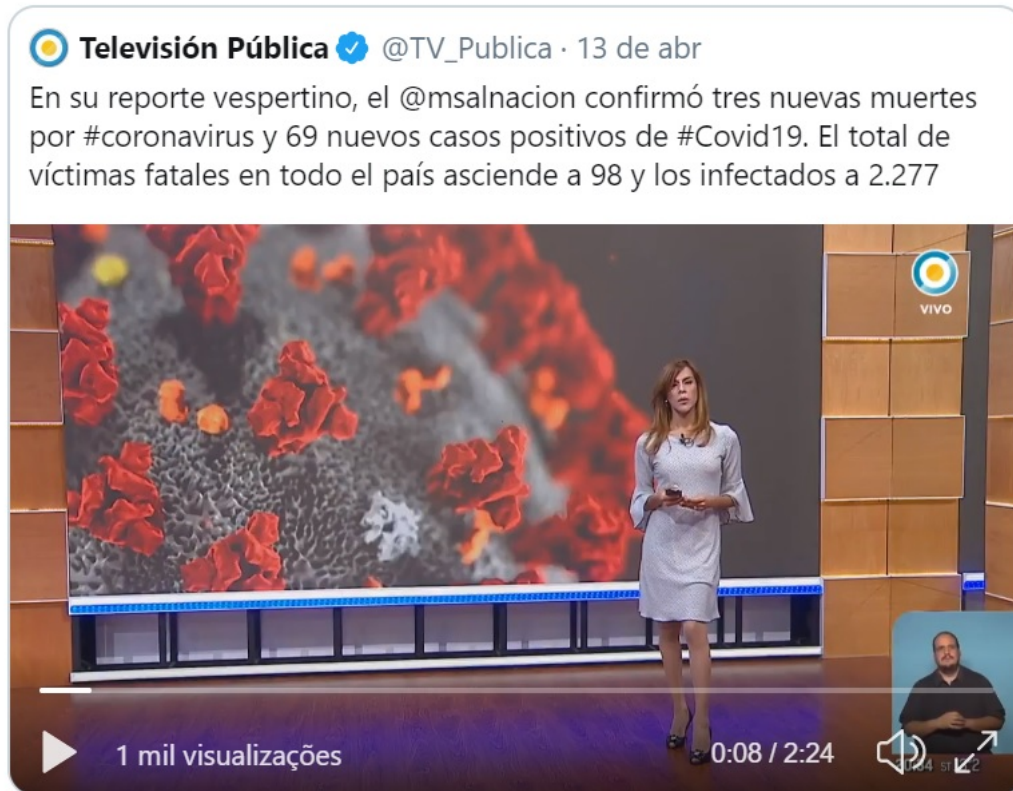 Televisión Pública @TV_Publica · 13 de abr
En su reporte vespertino, el @msalnacion confirmó tres nuevas muertes
por #coronavirus y 69 nuevos casos positivos de #Covid19. El total de
víctimas fatales en todo el país asciende a 98 y los infectados a 2.277
VIVO
1 mil visualizações
0:08 / 2:24